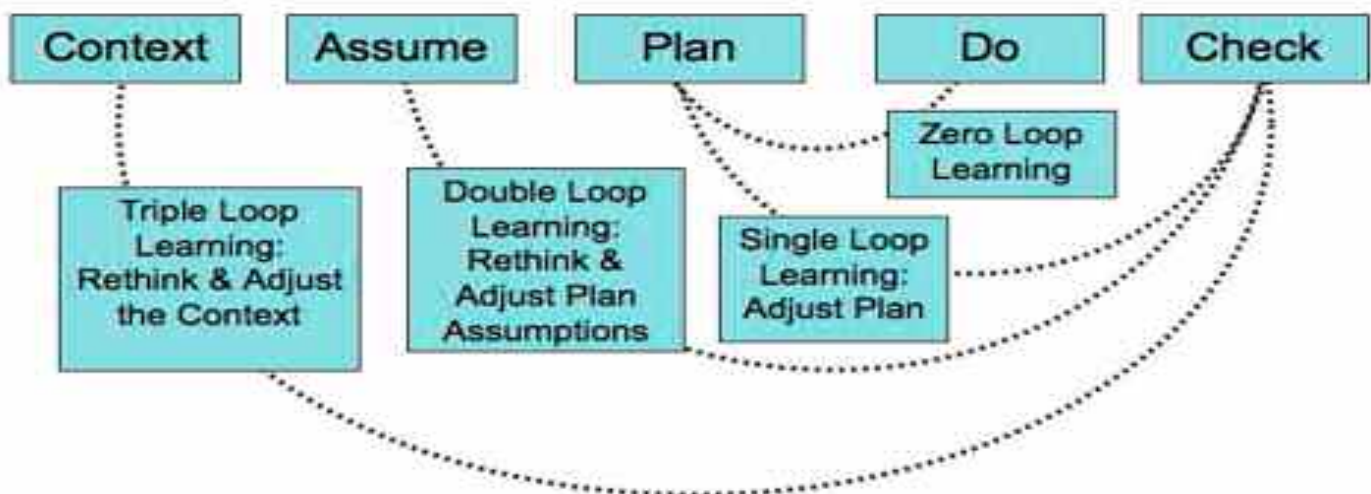 Context
Assume
Plan
Do
Check
Zero Loop
Learning
Triple Loop
Learning:
Rethink & Adjust
the Context
Double Loop
Learning:
Rethink &
Adjust Plan
Assumptions
Single Loop
Learning:
Adjust Plan